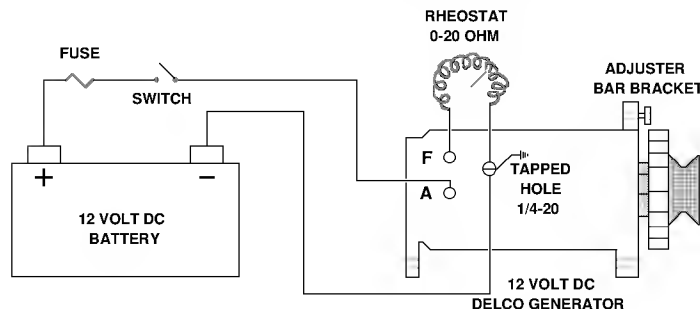 RHEOSTAT
0-20 OHM
FUSE
SWITCH
ADJUSTER
BAR BRACKET
F
A
TAPPED
HOLE
1/4-20
+
−
12 VOLT DC
BATTERY
12 VOLT DC
DELCO GENERATOR